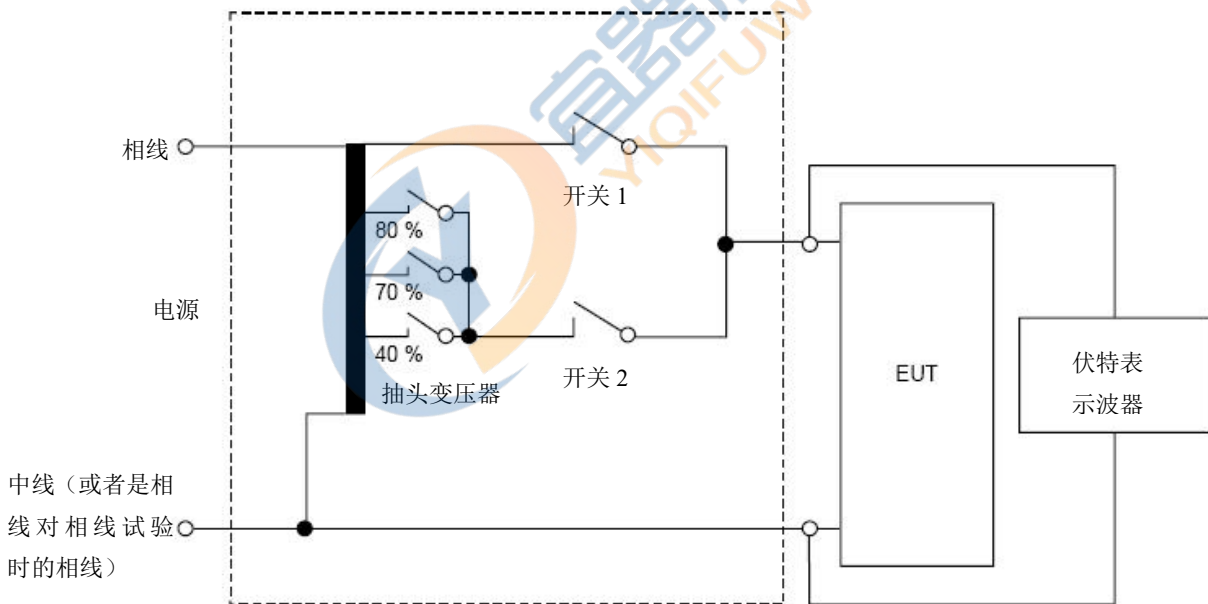 相线
开关 1
80 %
70 %
电源
40 %
开关 2
抽头变压器
EUT
伏特表
示波器
中线（或者是相
线对相线试验
时的相线）
YIQIFUW
宜器